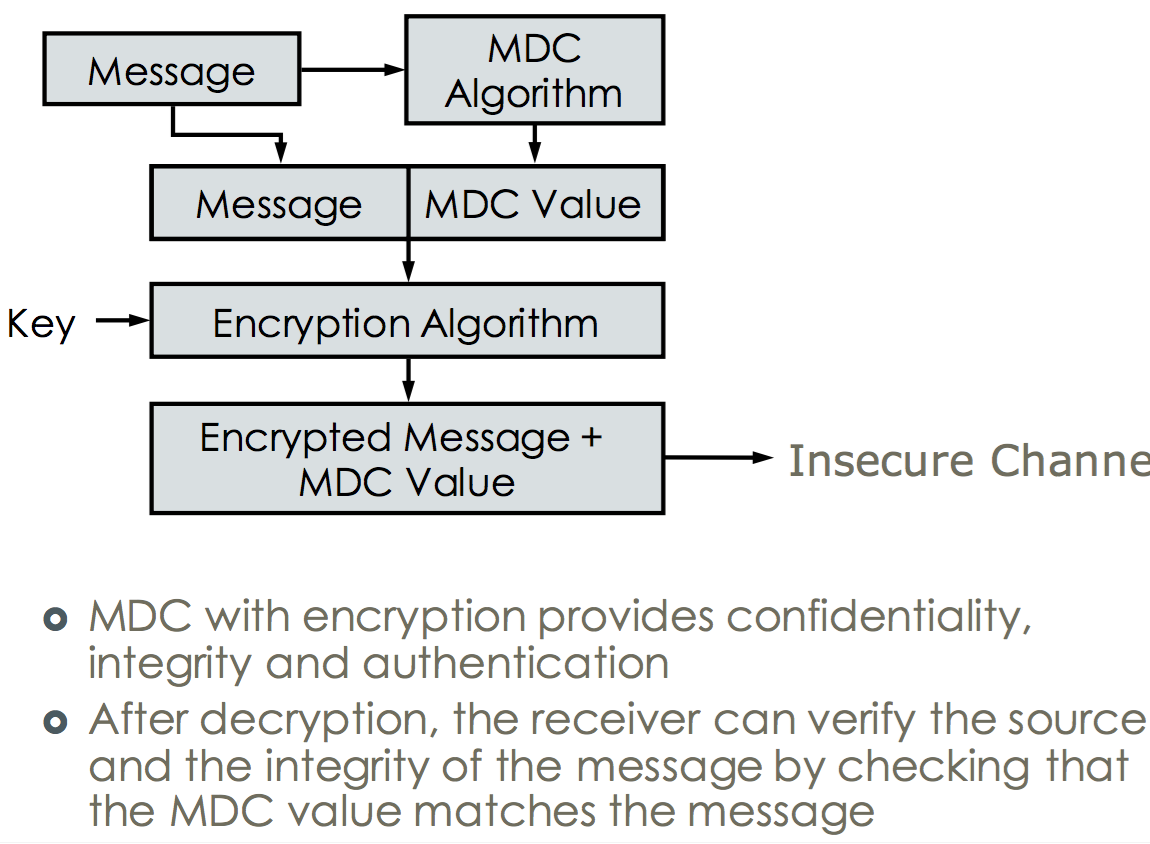 Message
MDC
Algorithm
Message
MDC Value
Key
Encryption Algorithm
Encrypted Message +
MDC Value
Insecure Channe
MDC with encryption provides confidentiality,
integrity and authentication
After decryption, the receiver can verify the source
and the integrity of the message by checking that
the MDC value matches the message